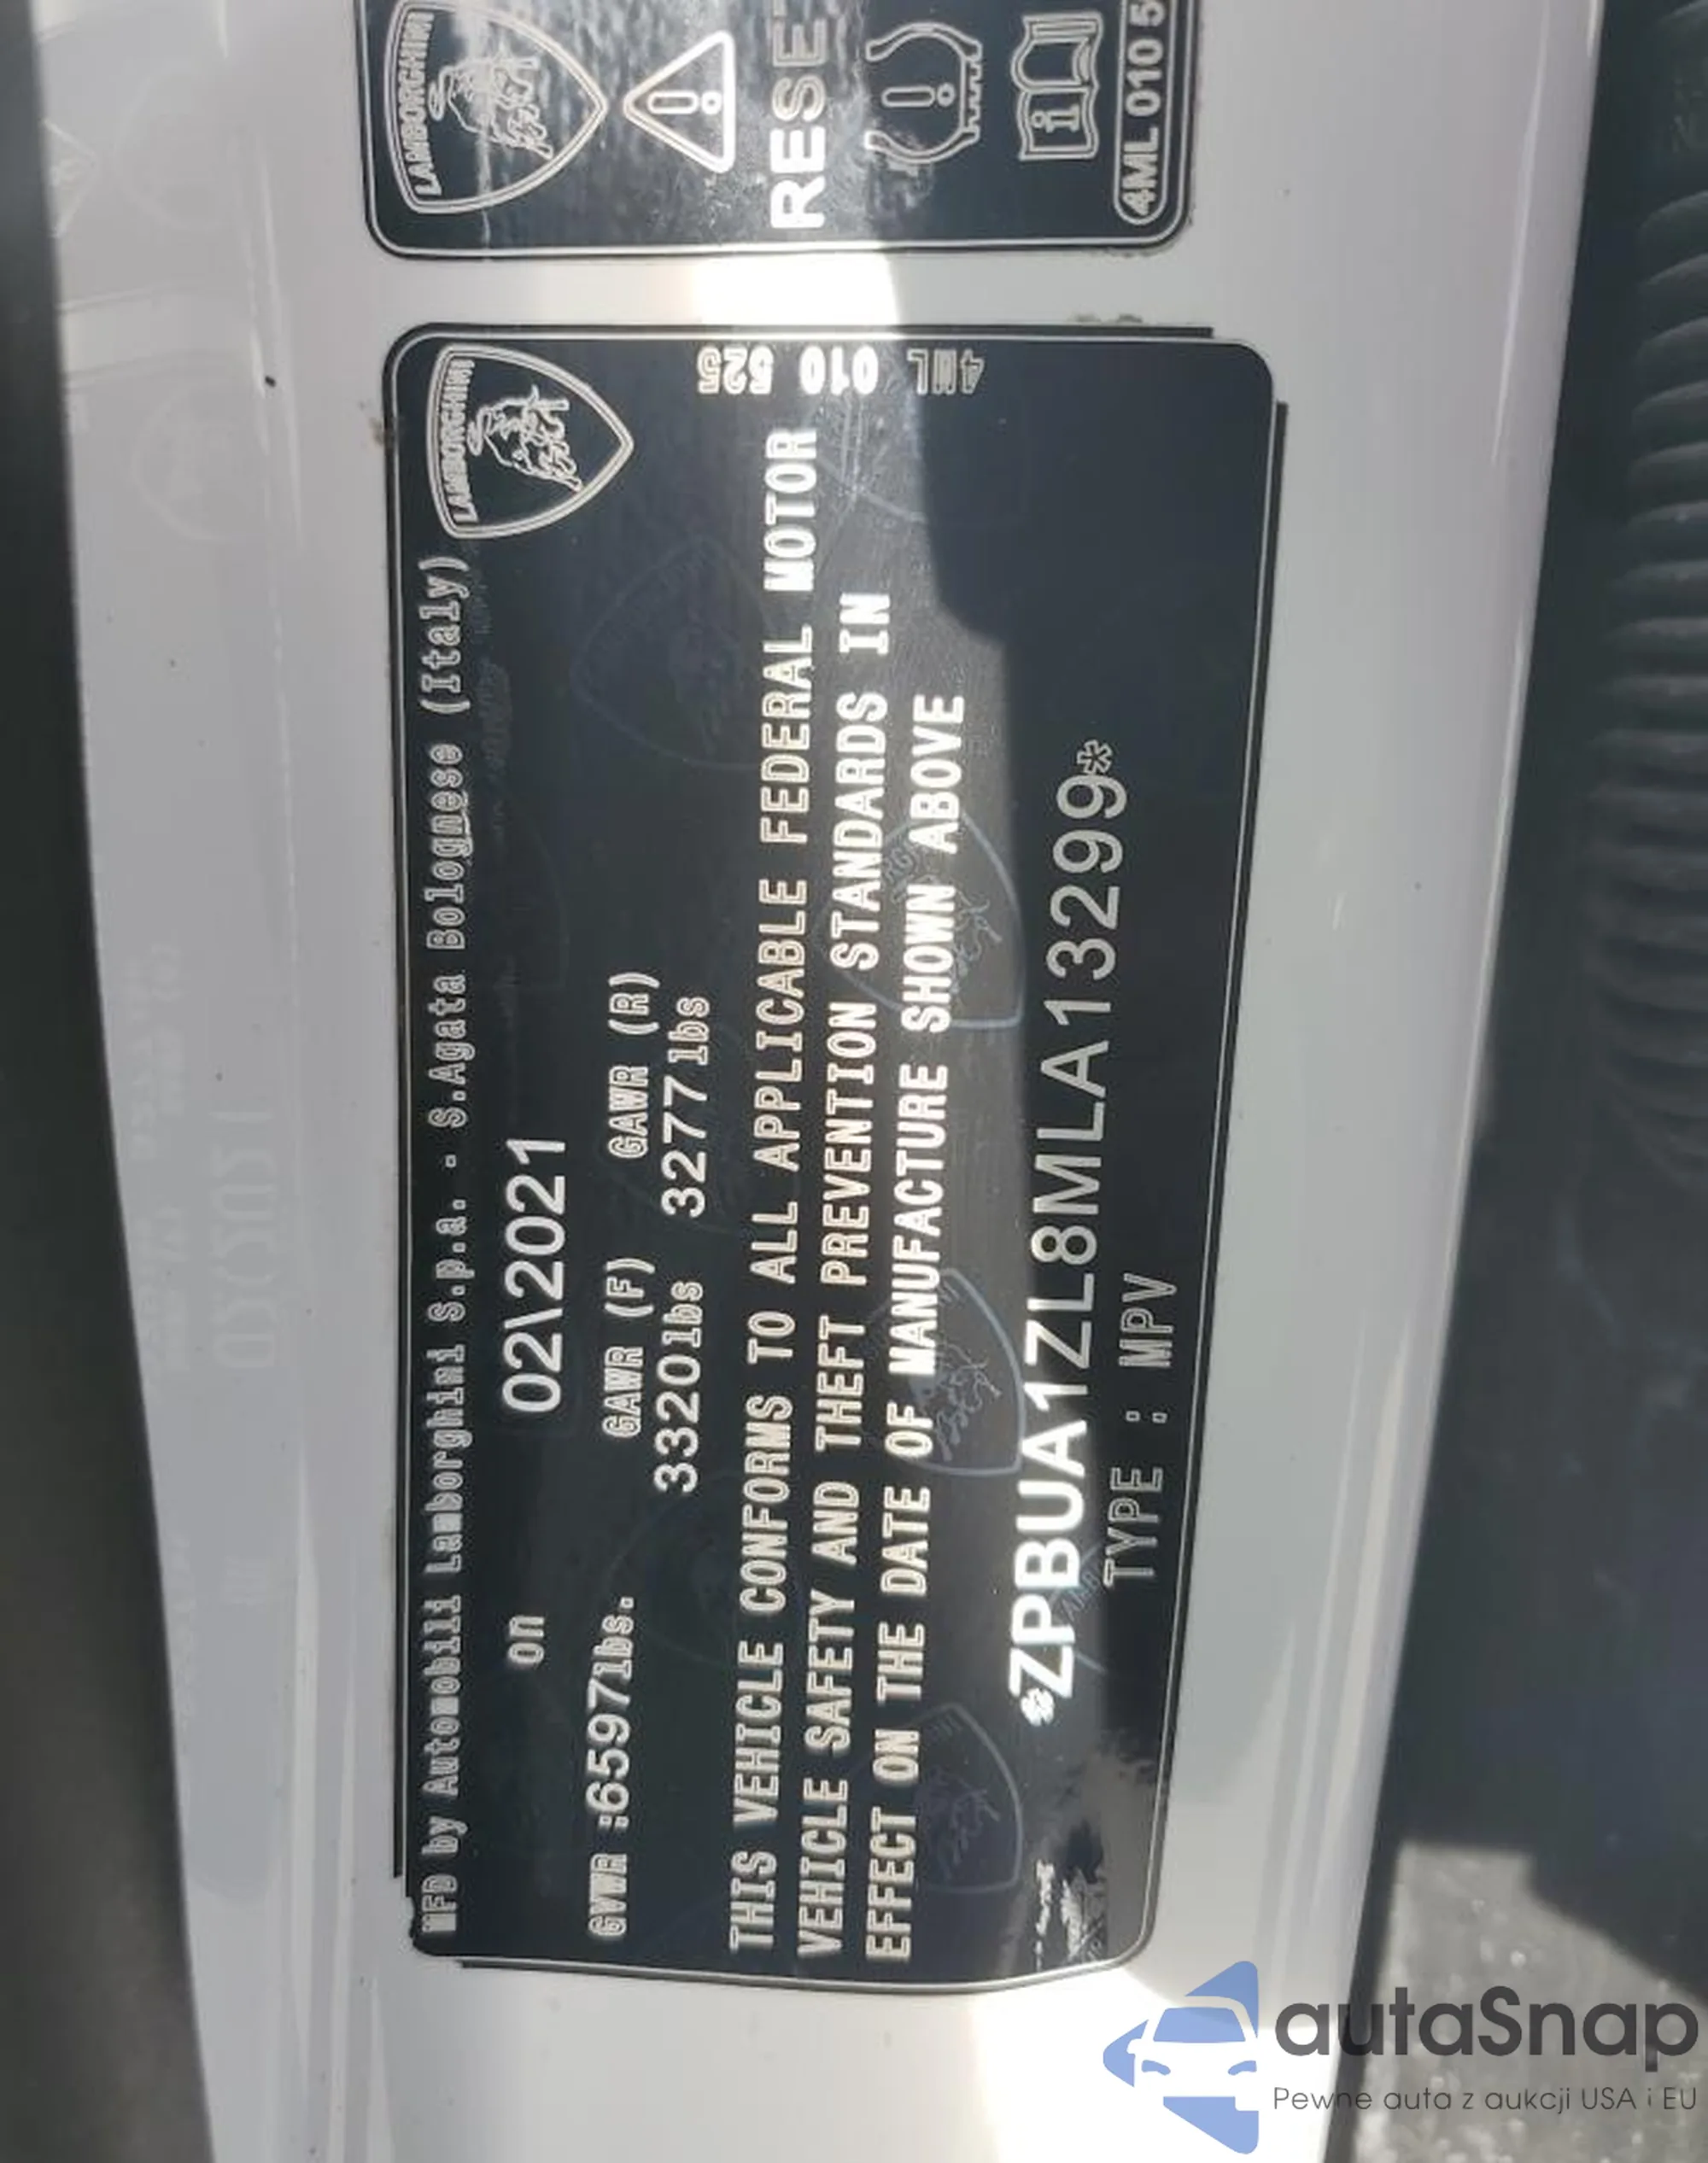 LAMBORGHINI
MFD by Automobili Lamborghini S.p.a. - S.Agata Bolognese (Italy)
on 02\2021
GVWR :6597lbs. GAWR (F) GAWR (R)
3320lbs 3277lbs
THIS VEHICLE CONFORMS TO ALL APPLICABLE FEDERAL MOTOR
VEHICLE SAFETY AND THEFT PREVENTION STANDARDS IN
EFFECT ON THE DATE OF MANUFACTURE SHOWN ABOVE
*ZPBUA1ZL8MLA13299*
TYPE : MPV
4ML 010 525
LAMBORGHINI
RESE
4ML 010 5
autaSnap
Pewne auta z aukcji USA i EU